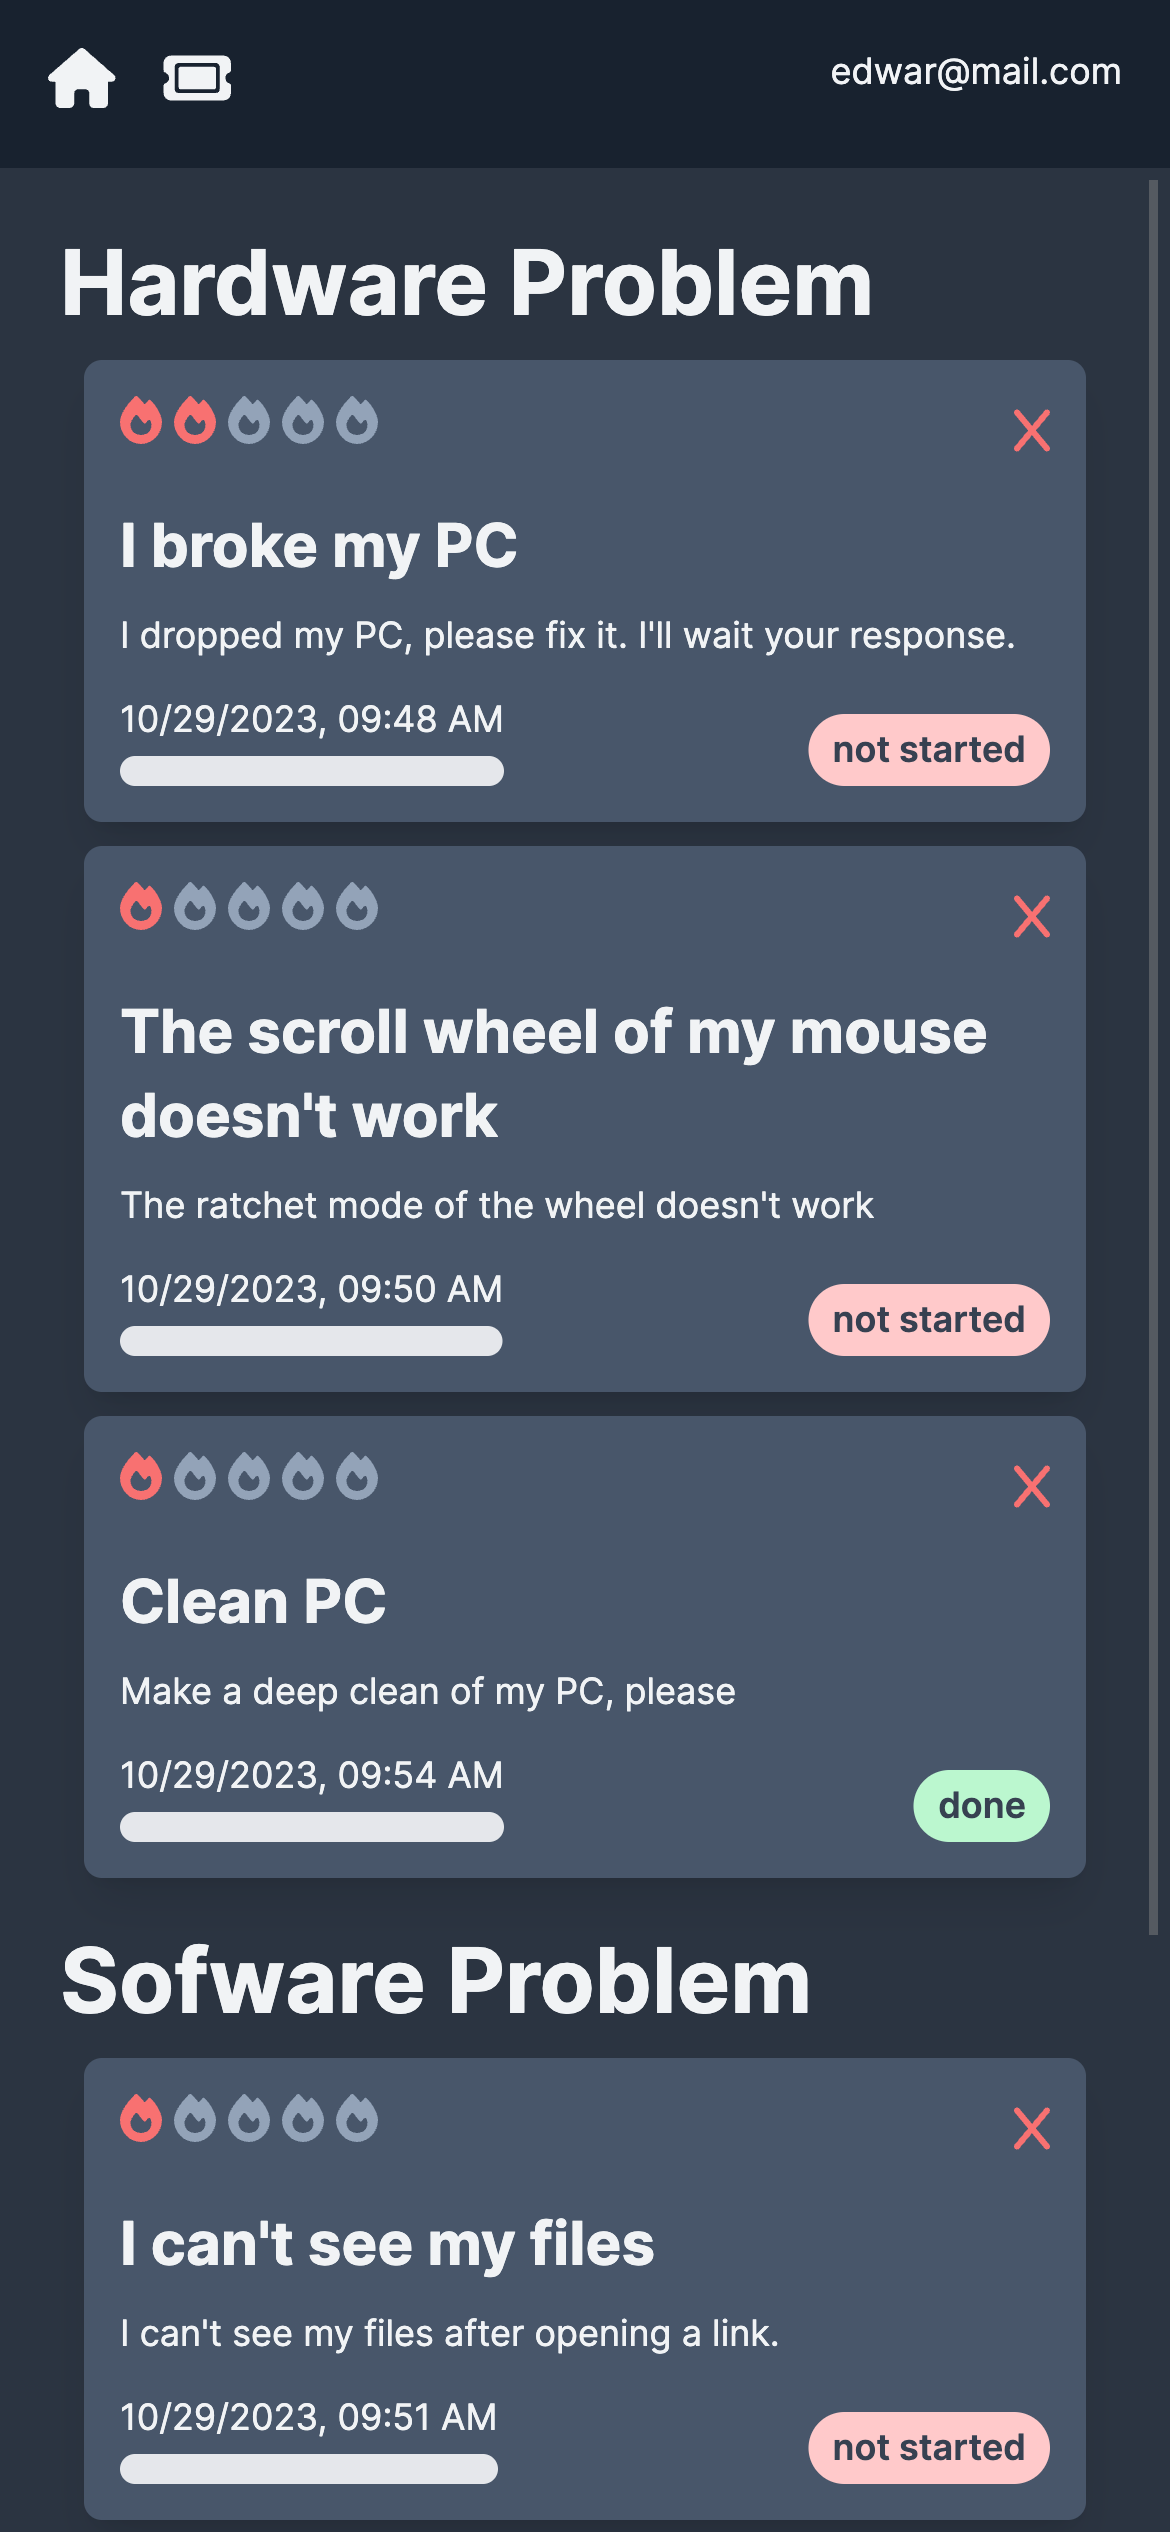 edwar@mail.com
Hardware Problem
I broke my PC
I dropped my PC, please fix it. I'll wait your response.
10/29/2023, 09:48 AM
not started
The scroll wheel of my mouse
doesn't work
The ratchet mode of the wheel doesn't work
10/29/2023, 09:50 AM
not started
Clean PC
Make a deep clean of my PC, please
10/29/2023, 09:54 AM
done
Sofware Problem
I can't see my files
I can't see my files after opening a link.
10/29/2023, 09:51 AM
not started